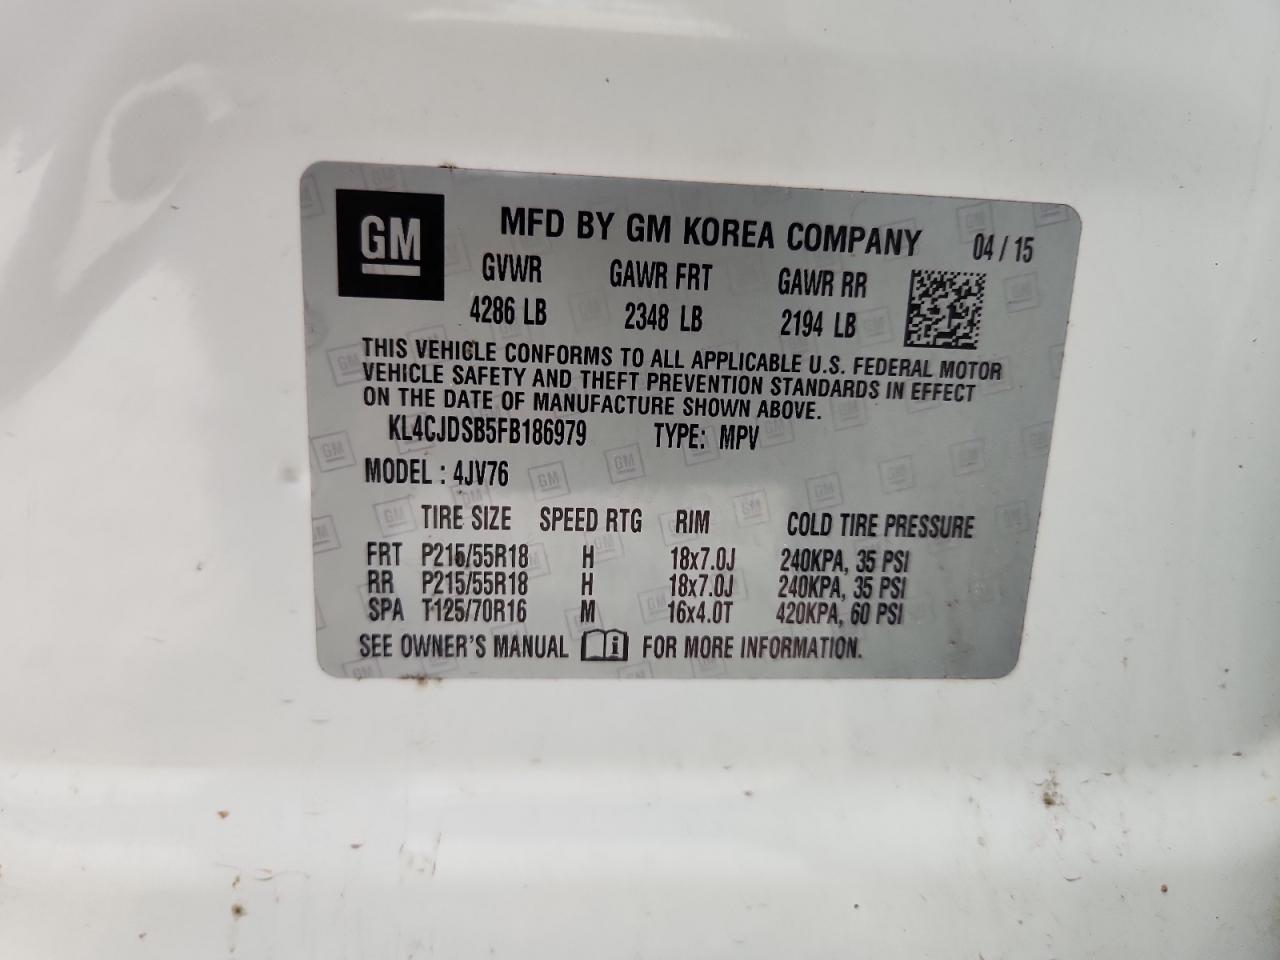 GM
MFD BY GM KOREA COMPANY 04 / 15
GVWR GAWR FRT GAWR RR
4286 LB 2348 LB 2194 LB
THIS VEHICLE CONFORMS TO ALL APPLICABLE U.S. FEDERAL MOTOR
VEHICLE SAFETY AND THEFT PREVENTION STANDARDS IN EFFECT
ON THE DATE OF MANUFACTURE SHOWN ABOVE.
KL4CJDSB5FB186979 TYPE: MPV
MODEL : 4JV76
TIRE SIZE SPEED RTG RIM COLD TIRE PRESSURE
FRT P215/55R18 H 18x7.0J 240KPA, 35 PSI
RR P215/55R18 H 18x7.0J 240KPA, 35 PSI
SPA T125/70R16 M 16x4.0T 420KPA, 60 PSI
SEE OWNER'S MANUAL i FOR MORE INFORMATION.